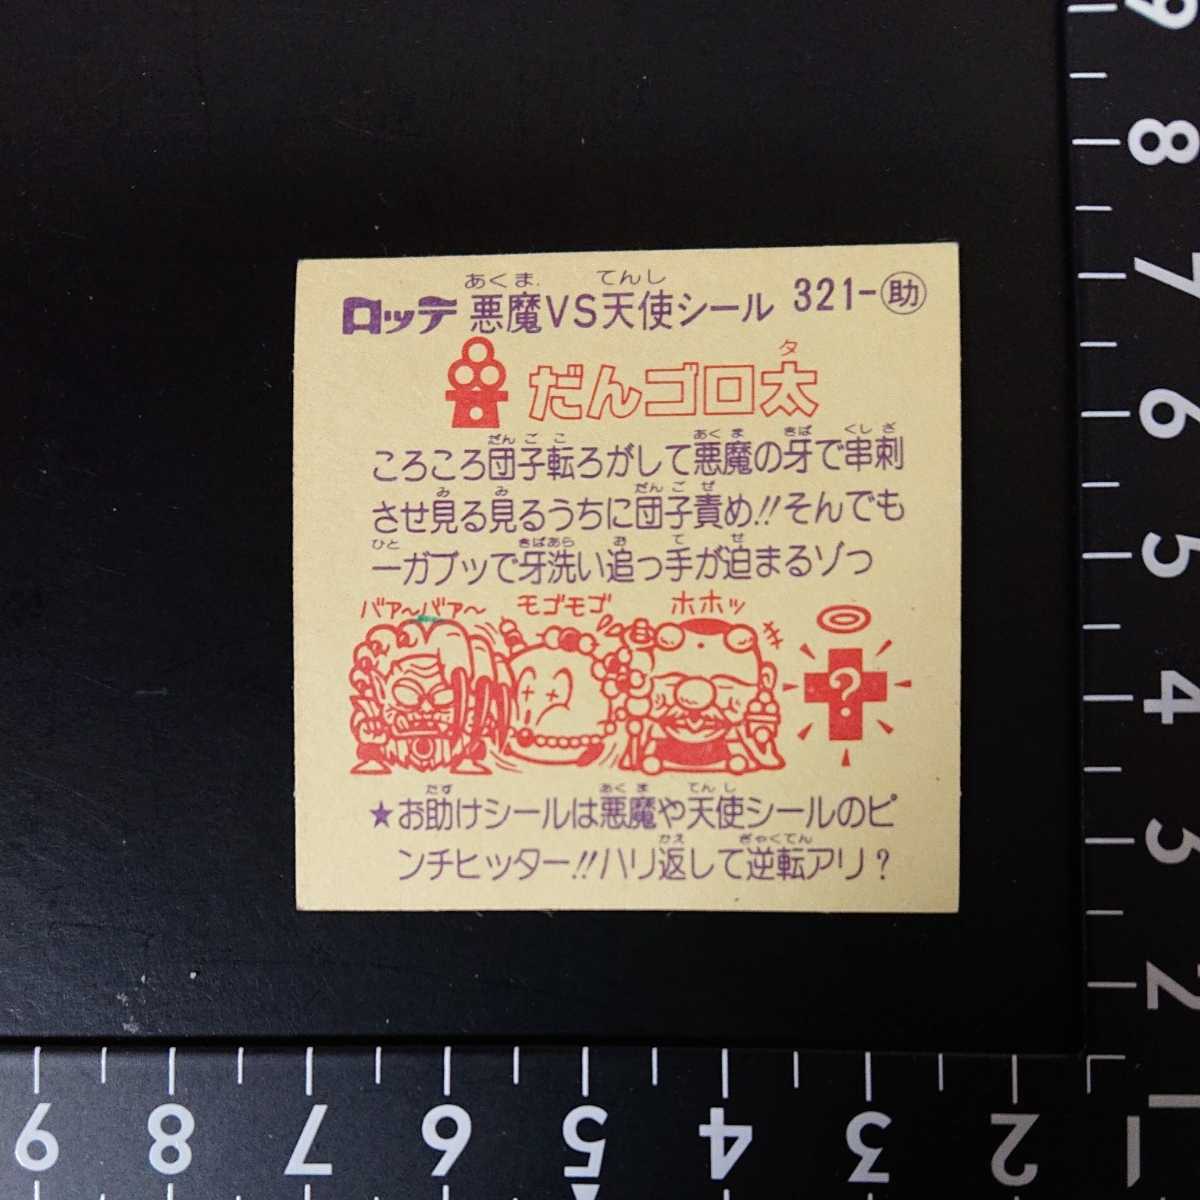 あくま てんし
ロッテ 悪魔VS天使シール 321-助
タ
だんゴロ太
だんごこ あくま きば くしざ
ころころ団子転ろがして悪魔の牙で串刺
み み だんごぜ
させ見る見るうちに団子責め!!そんでも
ひと きばあら お て せ
一ガブッで牙洗い追っ手が迫まるゾっ
バァ〜バァ〜 モゴモゴ ホホッ
?
たす あくま てんし
★お助けシールは悪魔や天使シールのピ
かえ ぎゃくてん
ンチヒッター!!ハリ返して逆転アリ?
9
8
7
6
5
4
3
2
1
9 8 7 6 5 4 3 2 1